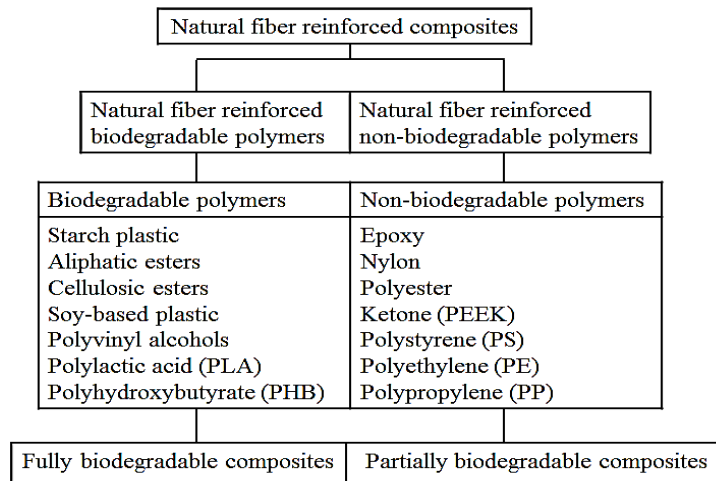 Natural fiber reinforced composites
Natural fiber reinforced
biodegradable polymers
Natural fiber reinforced
non-biodegradable polymers
Biodegradable polymers
Starch plastic
Aliphatic esters
Cellulosic esters
Soy-based plastic
Polyvinyl alcohols
Polylactic acid (PLA)
Polyhydroxybutyrate (PHB)
Non-biodegradable polymers
Epoxy
Nylon
Polyester
Ketone (PEEK)
Polystyrene (PS)
Polyethylene (PE)
Polypropylene (PP)
Fully biodegradable composites
Partially biodegradable composites